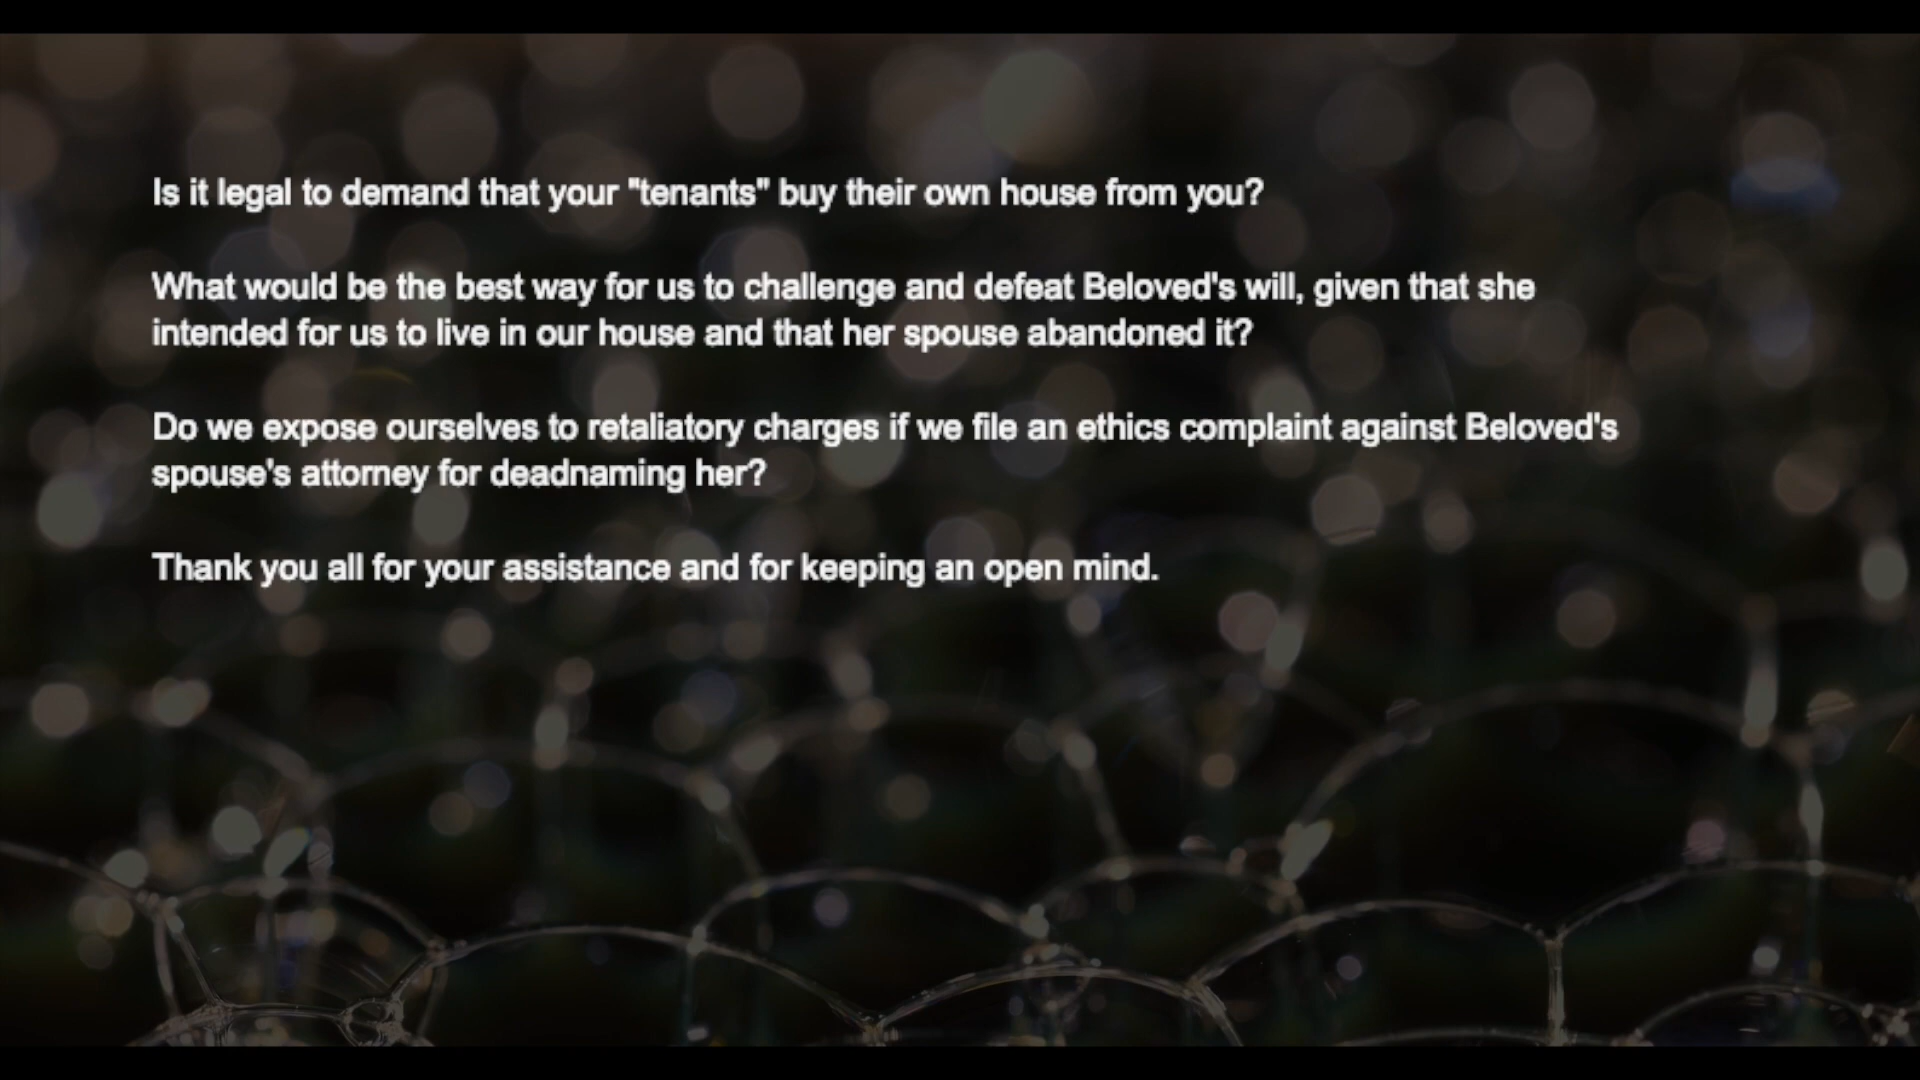 Is it legal to demand that your "tenants" buy their own house from you?
What would be the best way for us to challenge and defeat Beloved's will, given that she
intended for us to live in our house and that her spouse abandoned it?
Do we expose ourselves to retaliatory charges if we file an ethics complaint against Beloved's
spouse's attorney for deadnaming her?
Thank you all for your assistance and for keeping an open mind.